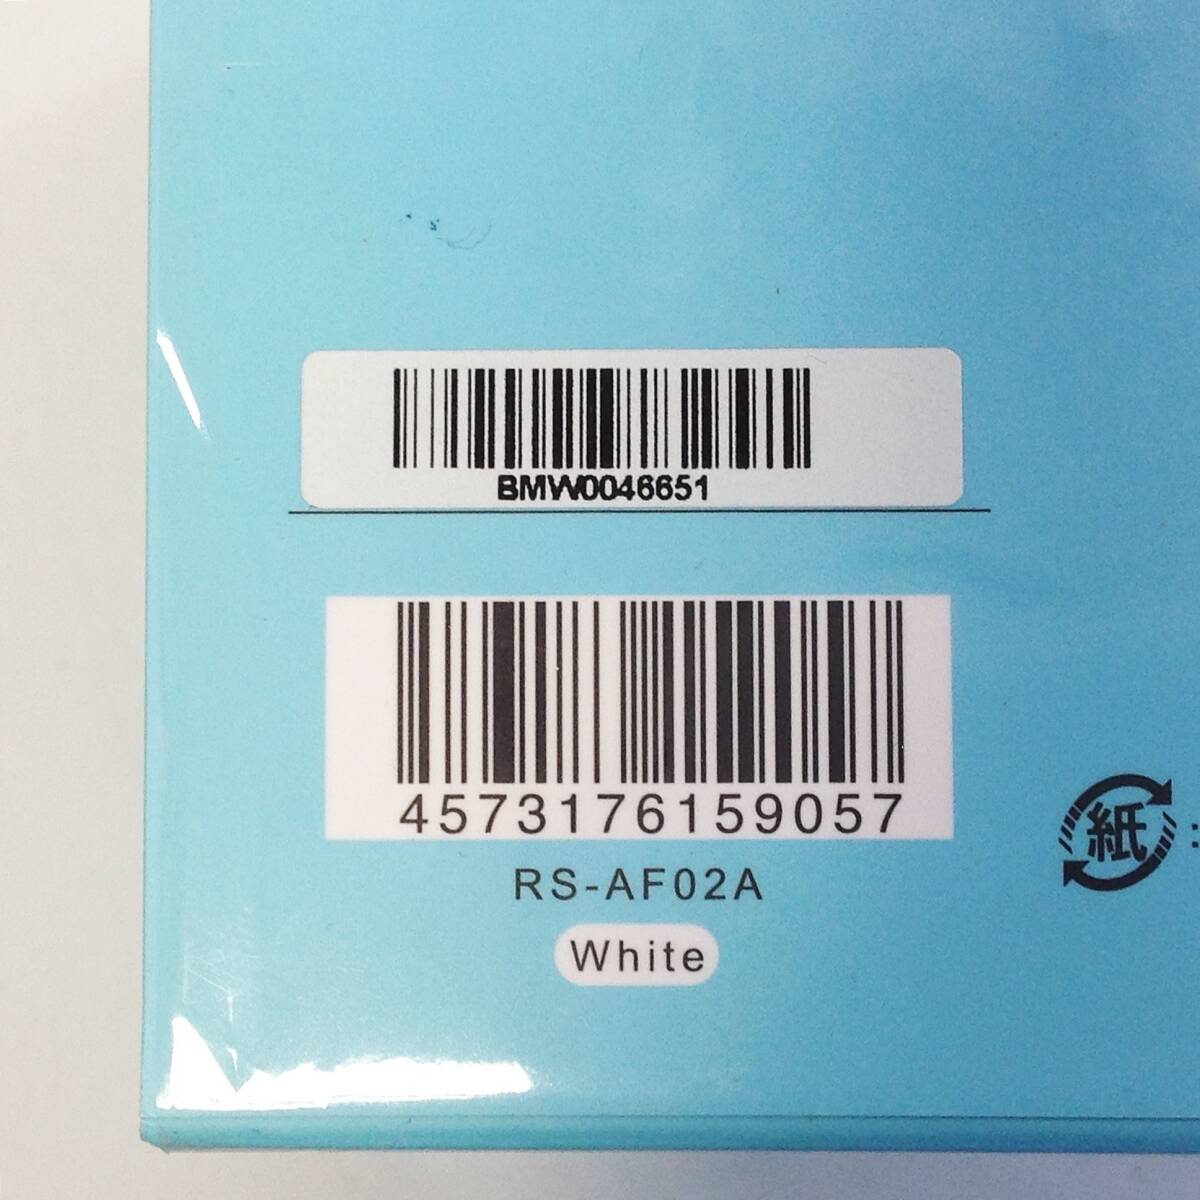 BMW0046651
4573176159057
RS-AF02A
White
紙: